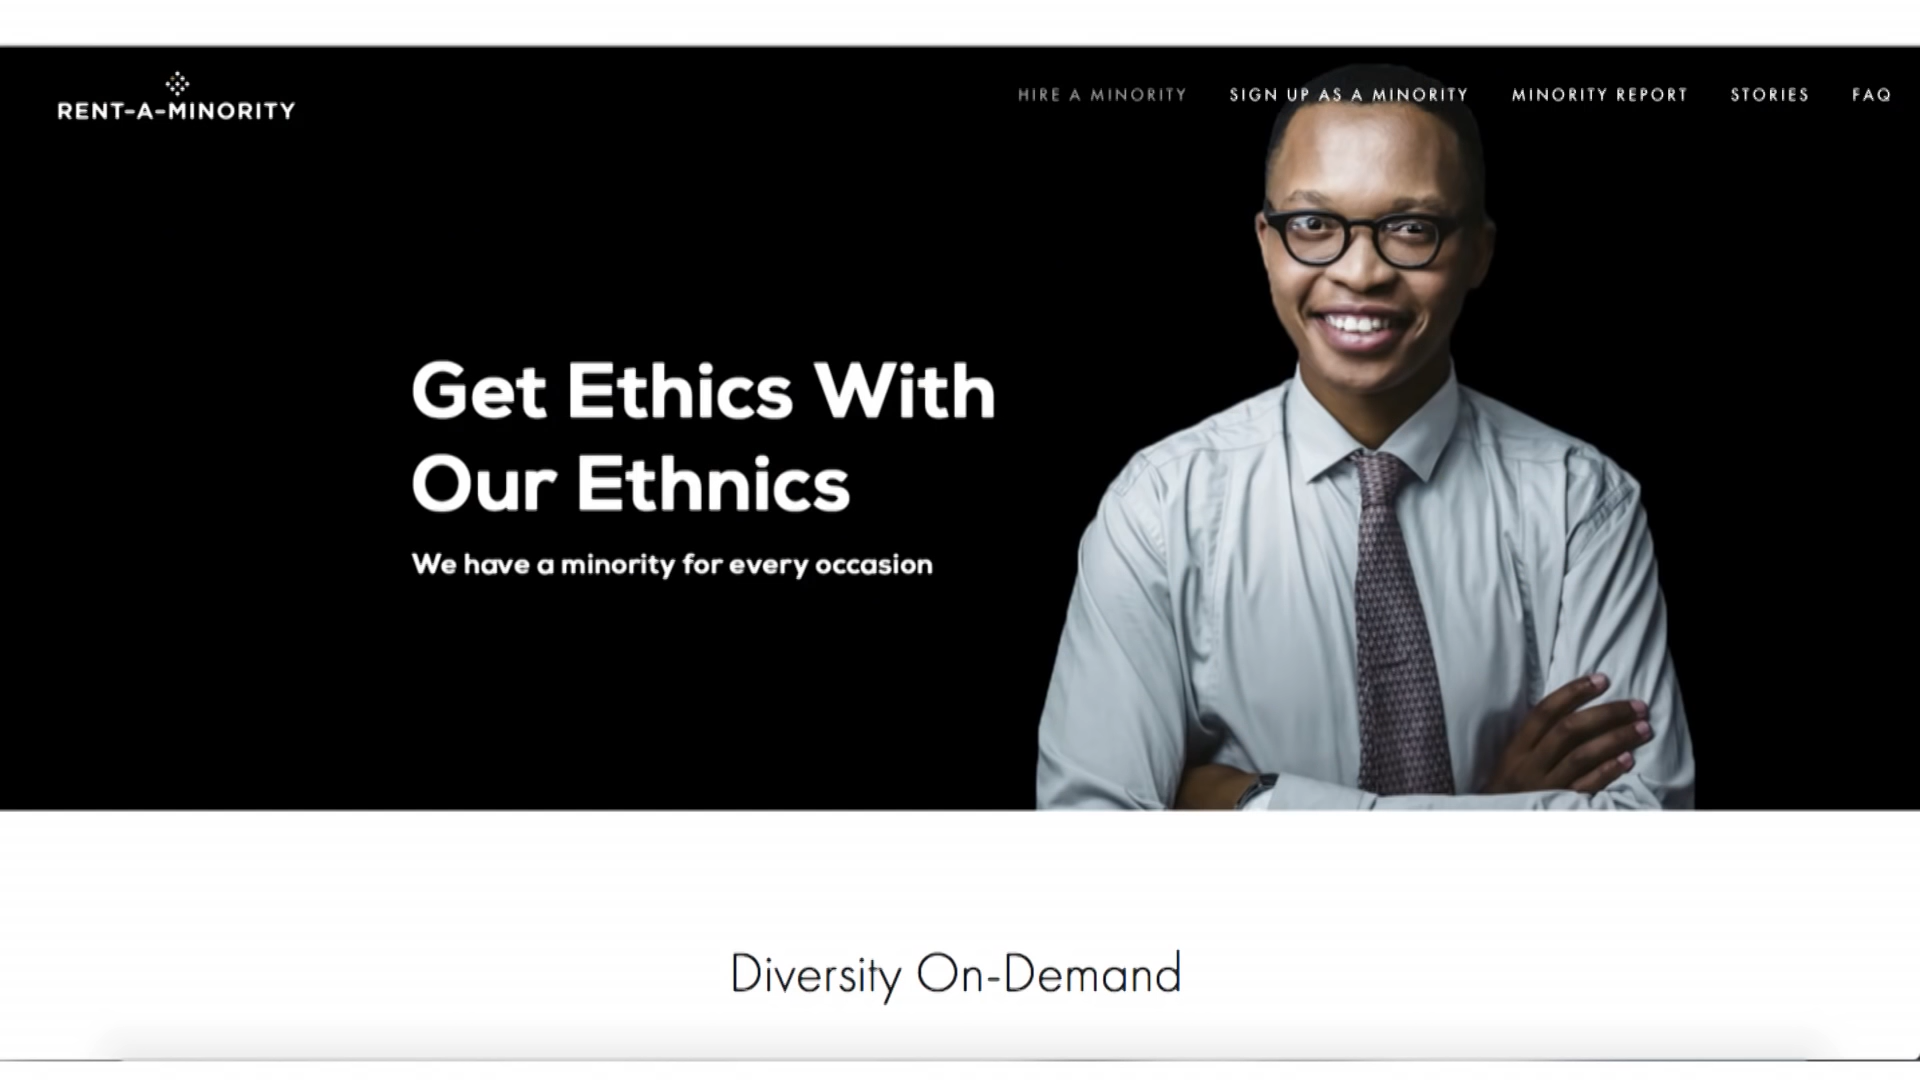 RENT-A-MINORITY
HIRE A MINORITY
SIGN UP AS A MINORITY
MINORITY REPORT
STORIES
FAQ
Get Ethics With
Our Ethnics
We have a minority for every occasion
Diversity On-Demand